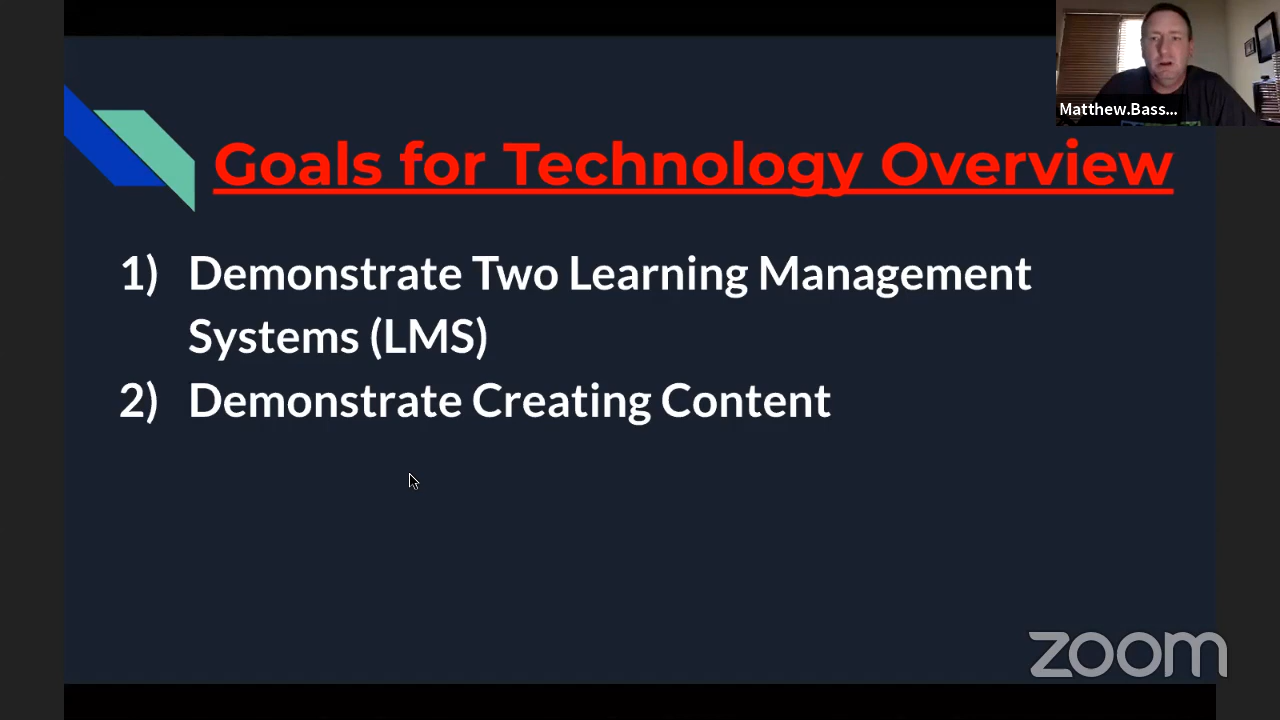 Matthew.Bass...
Goals for Technology Overview
1) Demonstrate Two Learning Management
Systems (LMS)
2) Demonstrate Creating Content
zoom